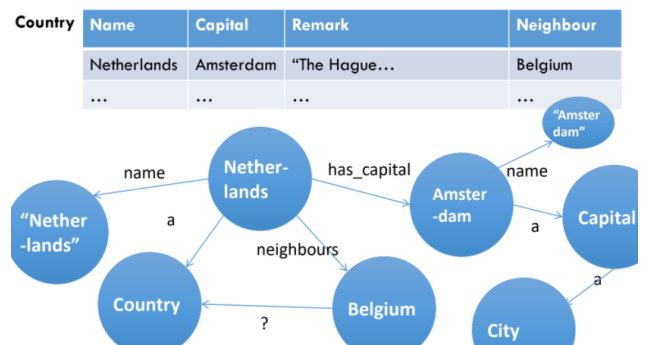 Country
Name Capital Remark Neighbour
Netherlands Amsterdam “The Hague... Belgium
... ... ... ...
“Amster
dam”
name
Nether-
lands
has_capital
name
Amster
-dam
“Nether
-lands”
a
a
Capital
neighbours
a
Country
?
Belgium
City